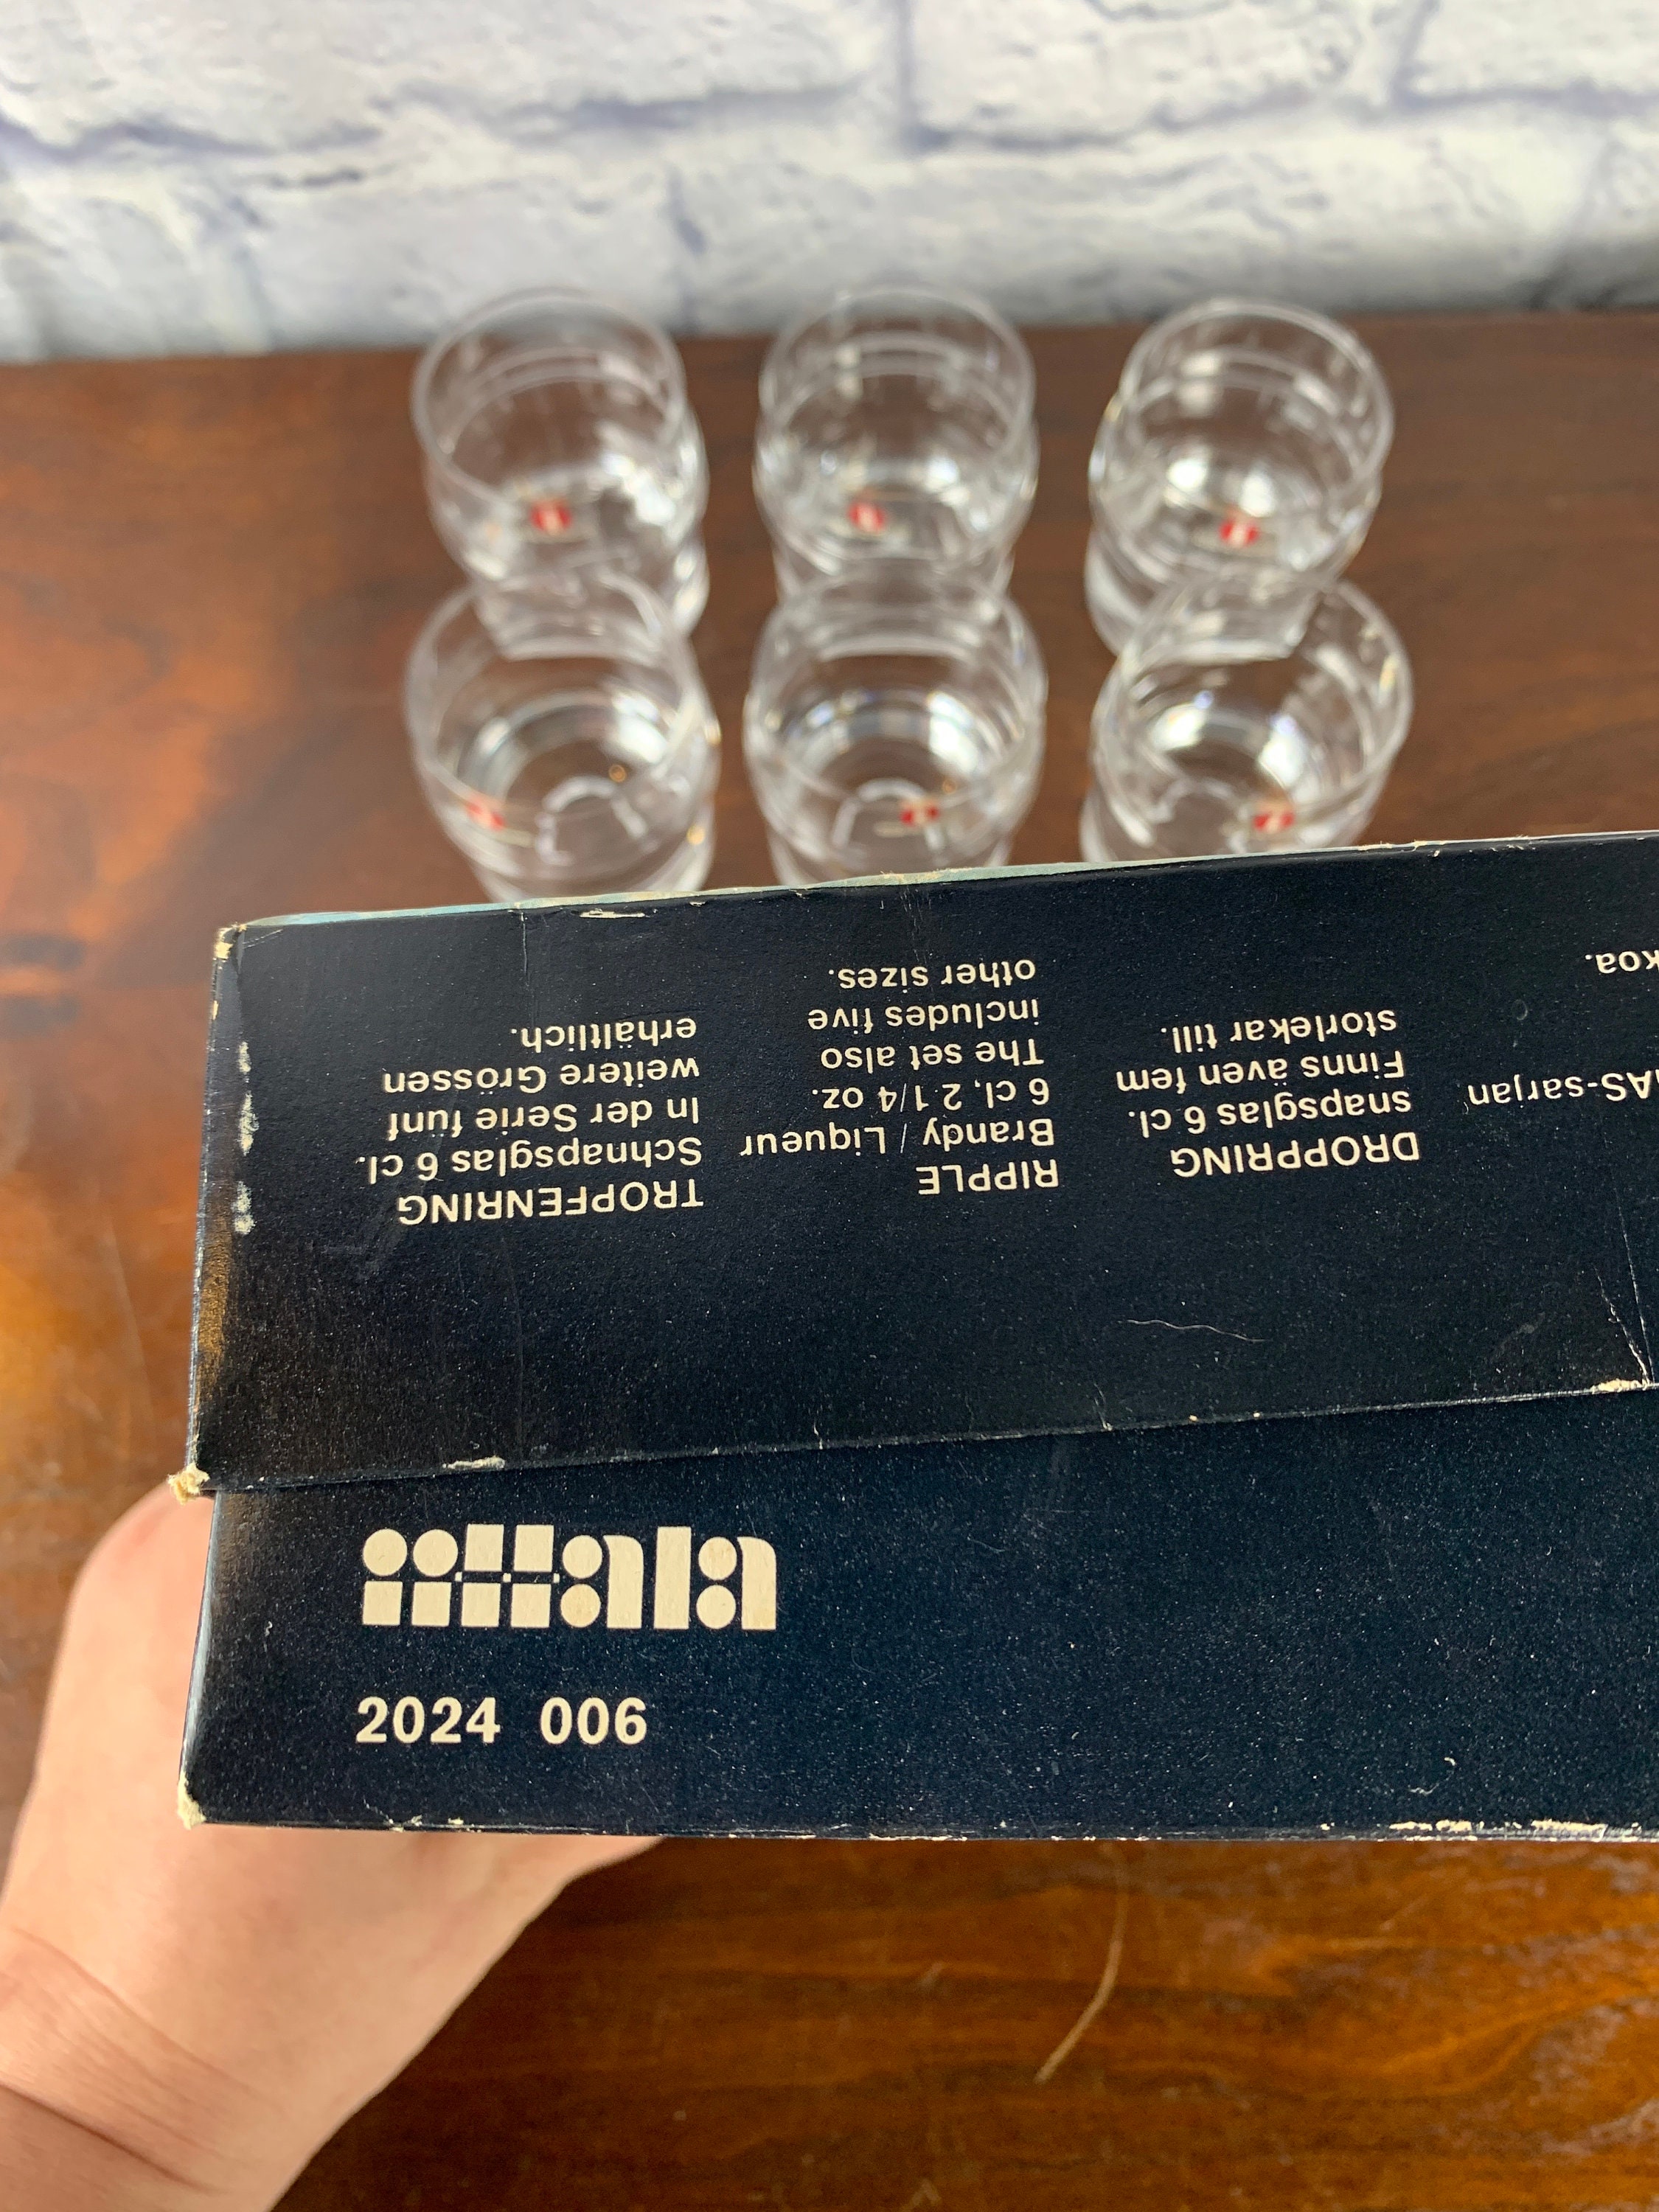 TROPFENRING
Schnapsglas 6 cl.
In der Serie fünf
weitere Grössen
erhältlich.
RIPPLE
Brandy / Liqueur
6 cl, 2 1/4 oz.
The set also
includes five
other sizes.
DROPPRING
snapsglas 6 cl.
Finns även fem
storlekar till.
AS-sarjan
koa.
iittala
2024 006